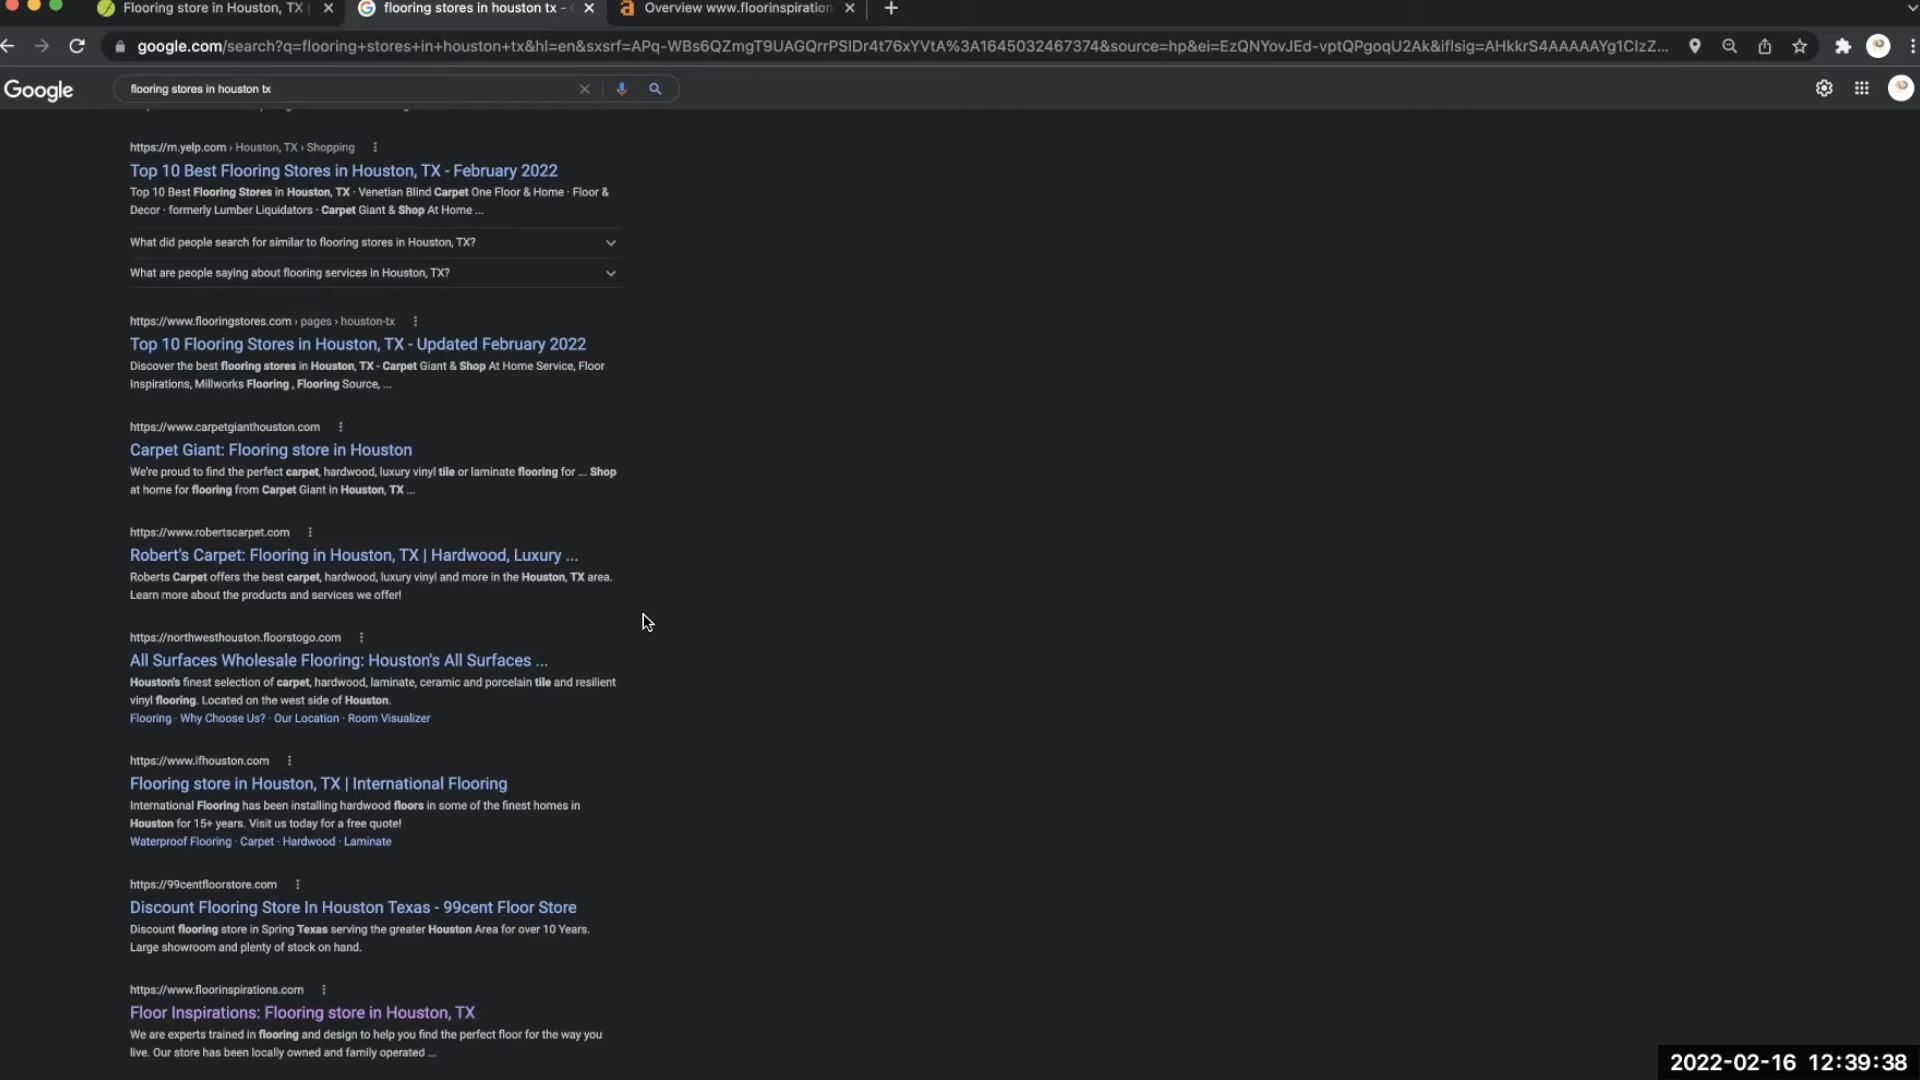 Flooring store in Houston, TX |
flooring stores in houston tx -
Overview www.floorinspiration
google.com/search?q=flooring+stores+in+houston+tx&hl=en&sxsrf=APq-WBs6QZmgT9UAGQrrPSlDr4t76xYVtA%3A1645032467374&source=hp&ei=EzQNYovJEd-vptQPgoqU2Ak&iflsig=AHkkrS4AAAAAYg1CIzZ...
Google
flooring stores in houston tx
https://m.yelp.com › Houston, TX › Shopping
Top 10 Best Flooring Stores in Houston, TX - February 2022
Top 10 Best Flooring Stores in Houston, TX · Venetian Blind Carpet One Floor & Home · Floor &
Decor · formerly Lumber Liquidators · Carpet Giant & Shop At Home ...
What did people search for similar to flooring stores in Houston, TX?
What are people saying about flooring services in Houston, TX?
https://www.flooringstores.com › pages › houston-tx
Top 10 Flooring Stores in Houston, TX - Updated February 2022
Discover the best flooring stores in Houston, TX - Carpet Giant & Shop At Home Service, Floor
Inspirations, Millworks Flooring , Flooring Source, ...
https://www.carpetgianthouston.com
Carpet Giant: Flooring store in Houston
We're proud to find the perfect carpet, hardwood, luxury vinyl tile or laminate flooring for ... Shop
at home for flooring from Carpet Giant in Houston, TX ...
https://www.robertscarpet.com
Robert's Carpet: Flooring in Houston, TX | Hardwood, Luxury ...
Roberts Carpet offers the best carpet, hardwood, luxury vinyl and more in the Houston, TX area.
Learn more about the products and services we offer!
https://northwesthouston.floorstogo.com
All Surfaces Wholesale Flooring: Houston's All Surfaces ...
Houston's finest selection of carpet, hardwood, laminate, ceramic and porcelain tile and resilient
vinyl flooring. Located on the west side of Houston.
Flooring · Why Choose Us? · Our Location · Room Visualizer
https://www.ifhouston.com
Flooring store in Houston, TX | International Flooring
International Flooring has been installing hardwood floors in some of the finest homes in
Houston for 15+ years. Visit us today for a free quote!
Waterproof Flooring · Carpet · Hardwood · Laminate
https://99centfloorstore.com
Discount Flooring Store In Houston Texas - 99cent Floor Store
Discount flooring store in Spring Texas serving the greater Houston Area for over 10 Years.
Large showroom and plenty of stock on hand.
https://www.floorinspirations.com
Floor Inspirations: Flooring store in Houston, TX
We are experts trained in flooring and design to help you find the perfect floor for the way you
live. Our store has been locally owned and family operated ...
2022-02-16 12:39:38